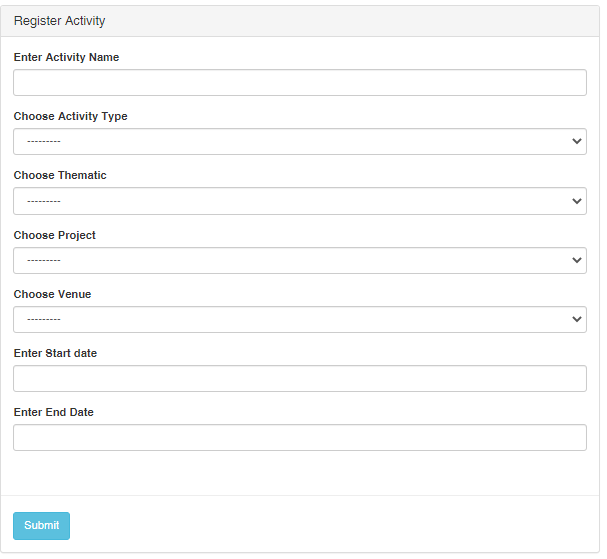 Register Activity
Enter Activity Name
Choose Activity Type
---------
Choose Thematic
---------
Choose Project
---------
Choose Venue
---------
Enter Start date
Enter End Date
Submit